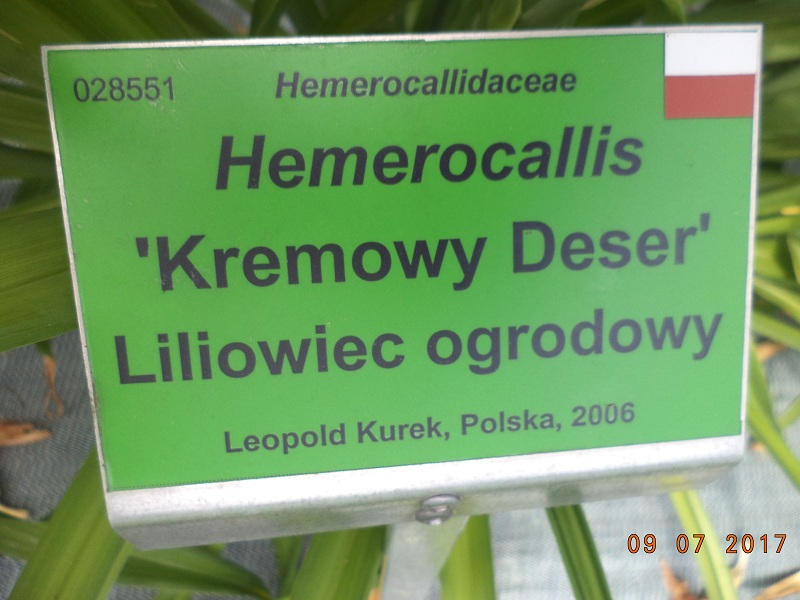 028551
Hemerocallidaceae
Hemerocallis
'Kremowy Deser'
Liliowiec ogrodowy
Leopold Kurek, Polska, 2006
09 07 2017